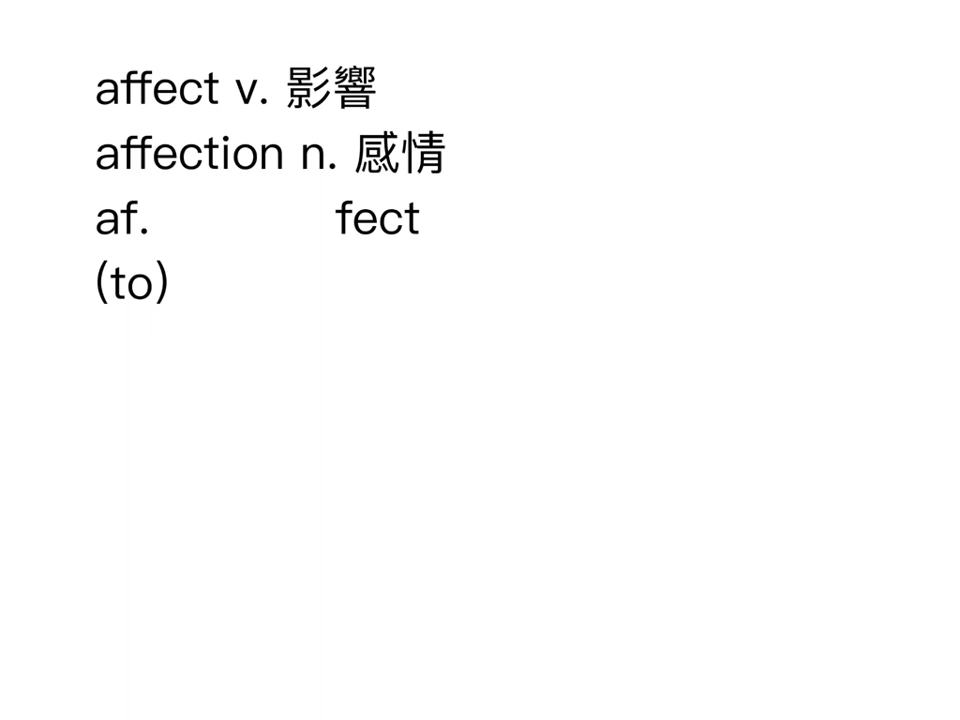 affect v. 影響
affection n. 感情
af. fect
(to)